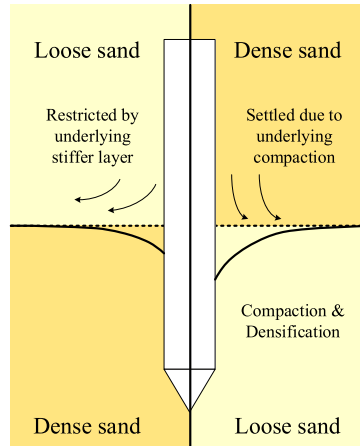 Loose sand
Dense sand
Restricted by
underlying
stiffer layer
Settled due to
underlying
compaction
Compaction &
Densification
Dense sand
Loose sand